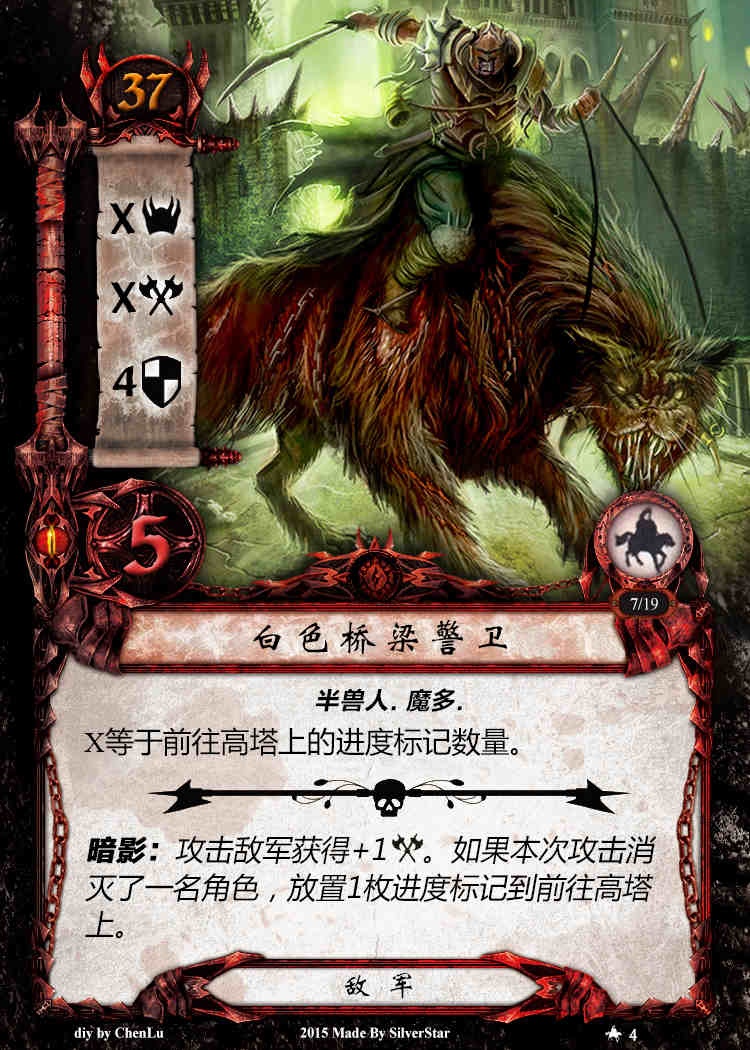 37
X
X
4
5
7/19
白色桥梁警卫
半兽人. 魔多.
X等于前往高塔上的进度标记数量。
暗影：攻击敌军获得+1。如果本次攻击消
灭了一名角色，放置1枚进度标记到前往高塔
上。
敌军
diy by ChenLu
2015 Made By SilverStar
4